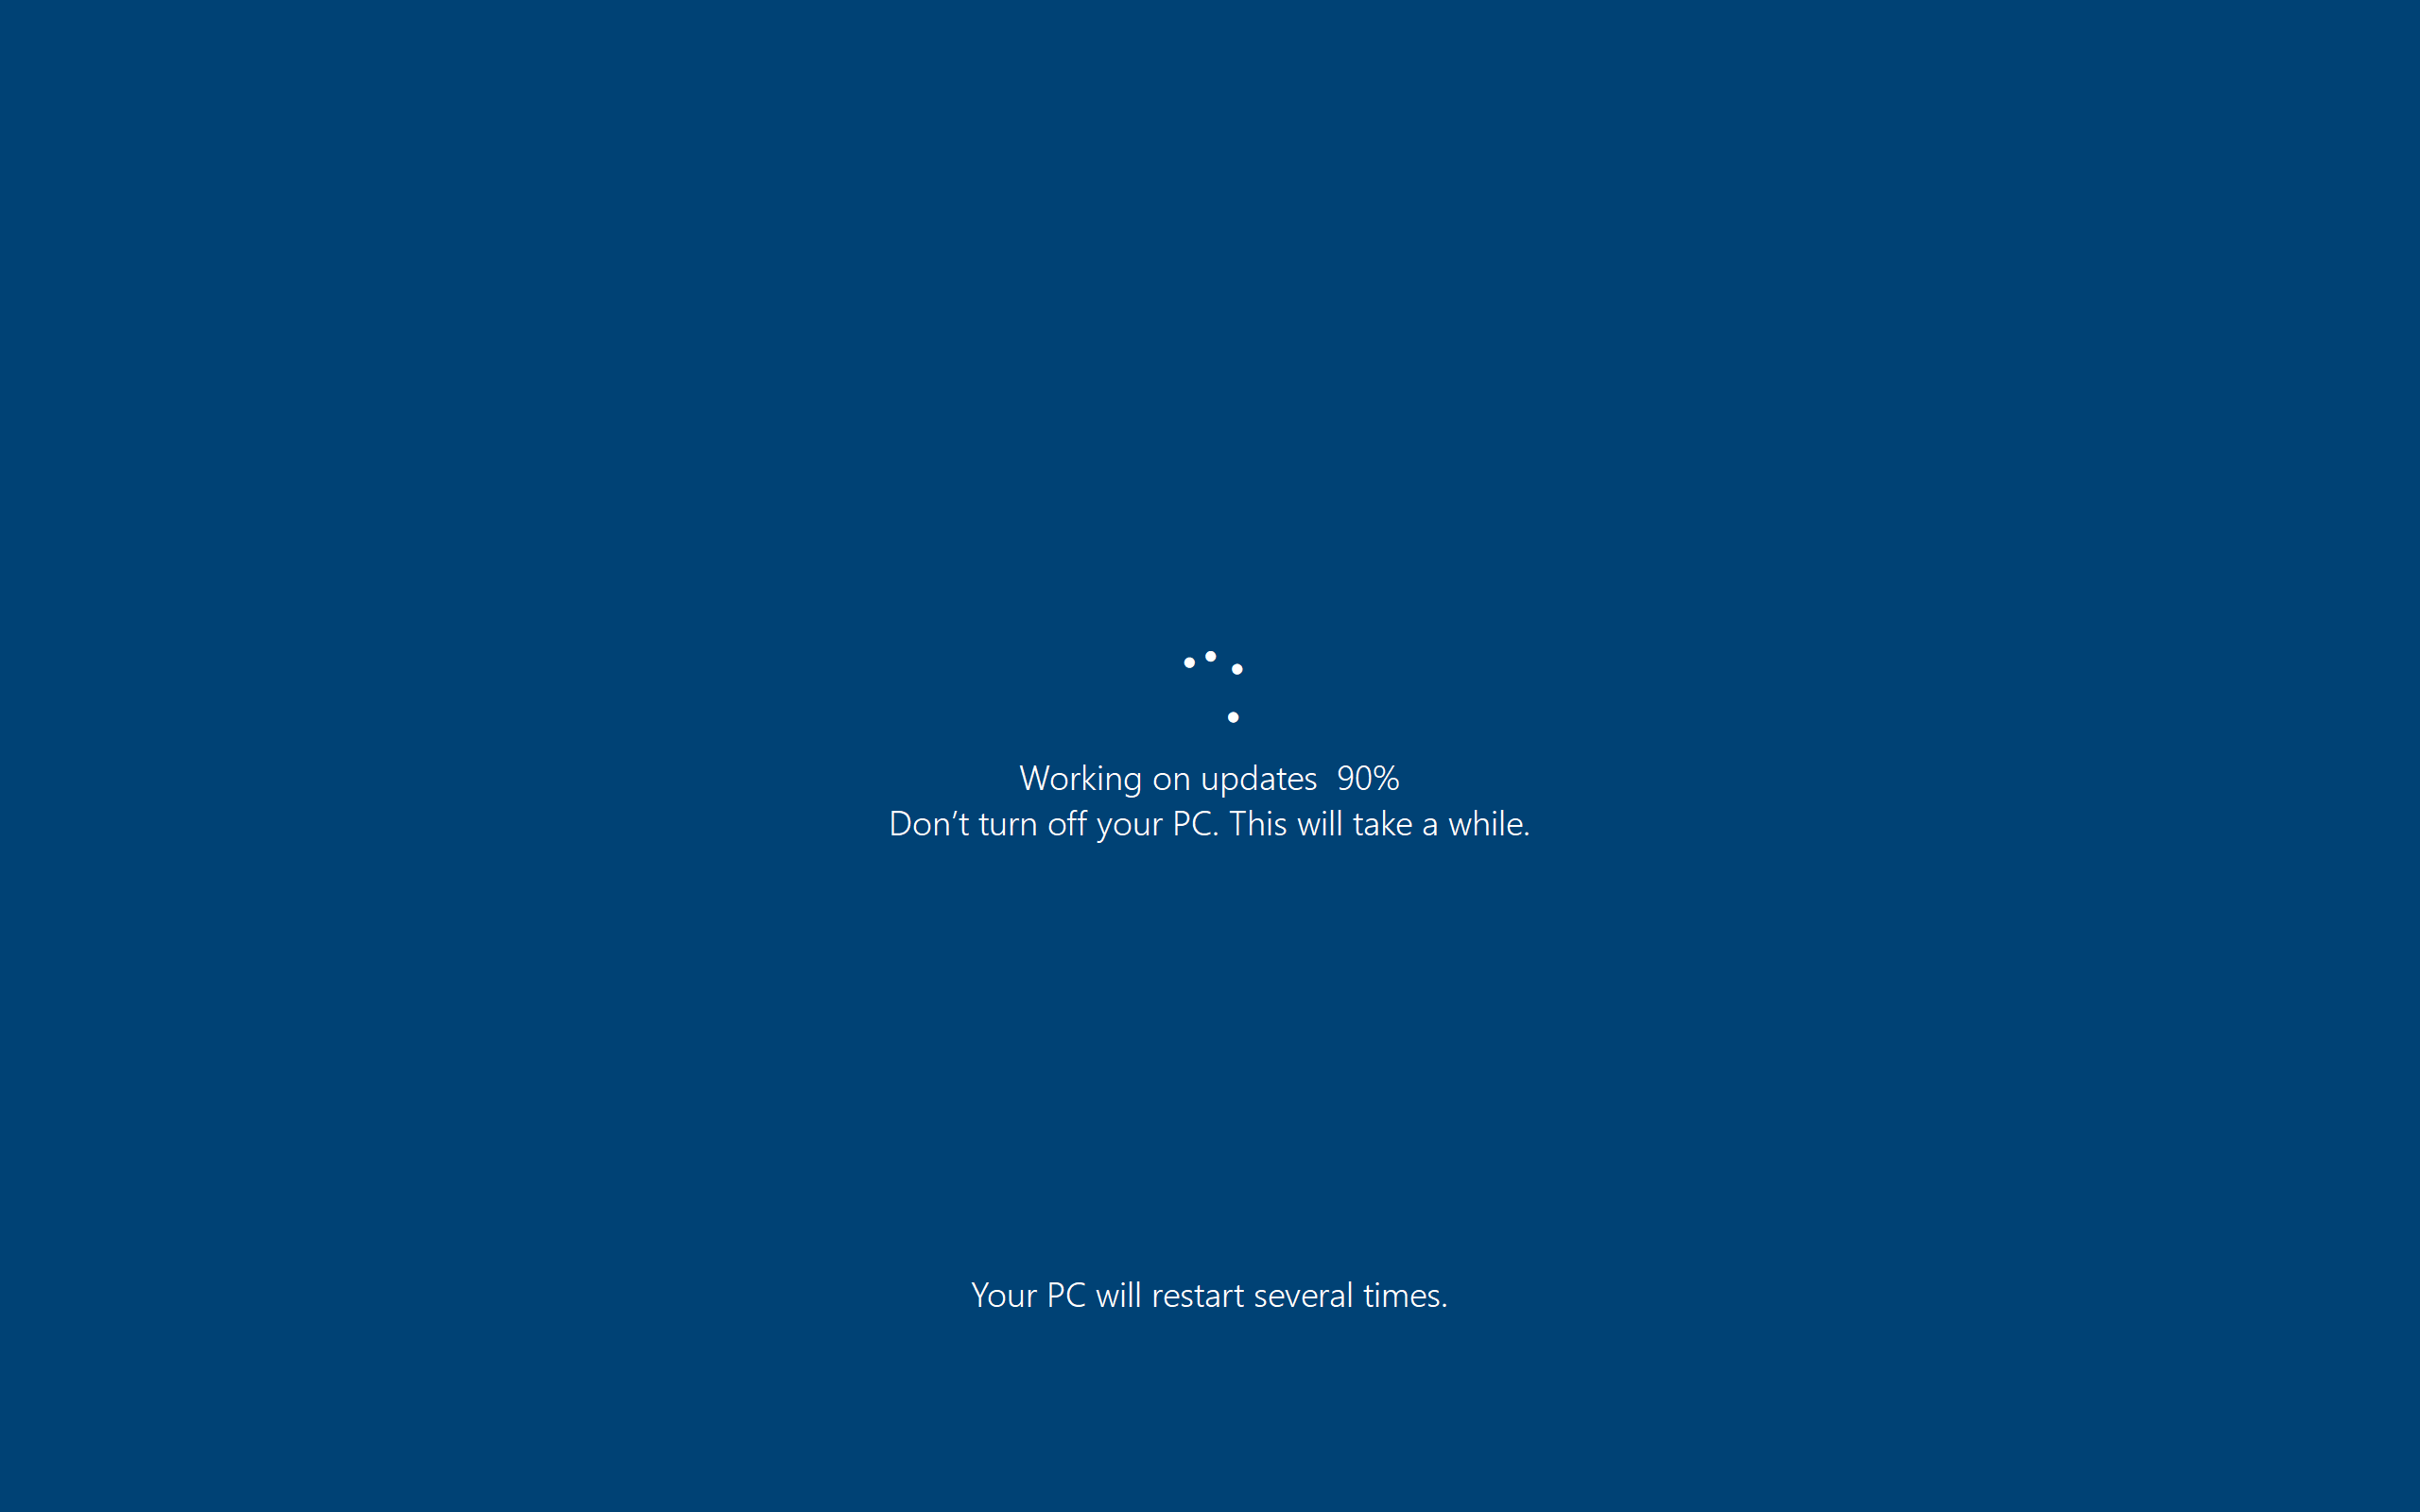 Working on updates  90%
Don’t turn off your PC. This will take a while.
Your PC will restart several times.